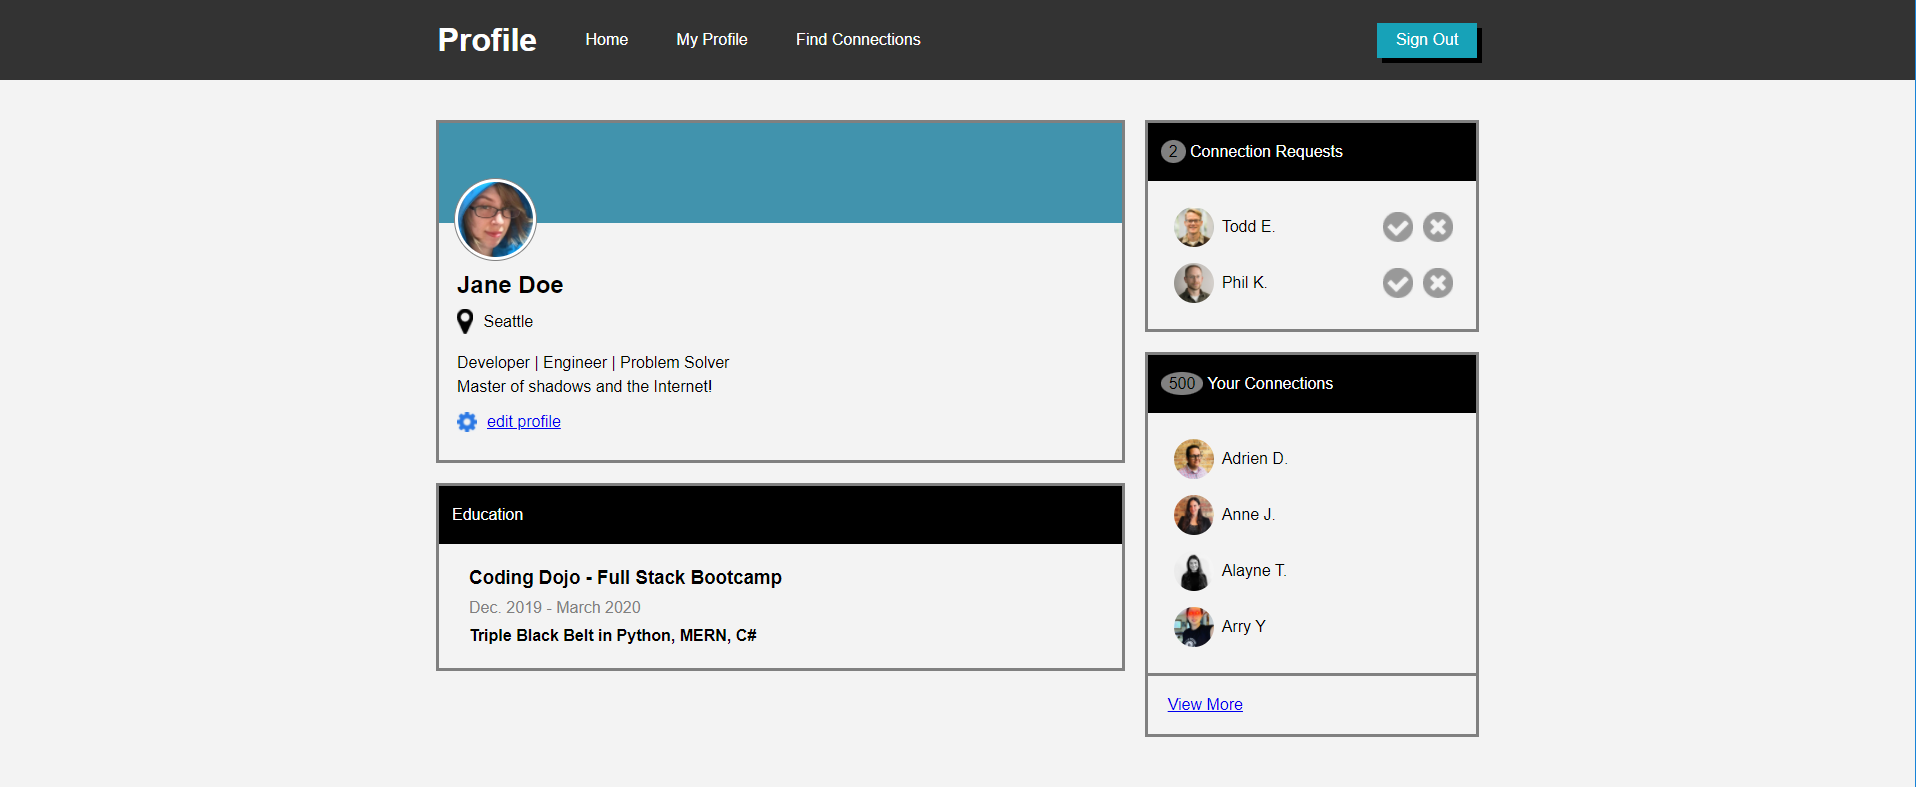 Profile
Home
My Profile
Find Connections
Sign Out
Jane Doe
Seattle
Developer | Engineer | Problem Solver
Master of shadows and the Internet!
edit profile
Education
Coding Dojo - Full Stack Bootcamp
Dec. 2019 - March 2020
Triple Black Belt in Python, MERN, C#
2 Connection Requests
Todd E.
Phil K.
500 Your Connections
Adrien D.
Anne J.
Alayne T.
Arry Y
View More